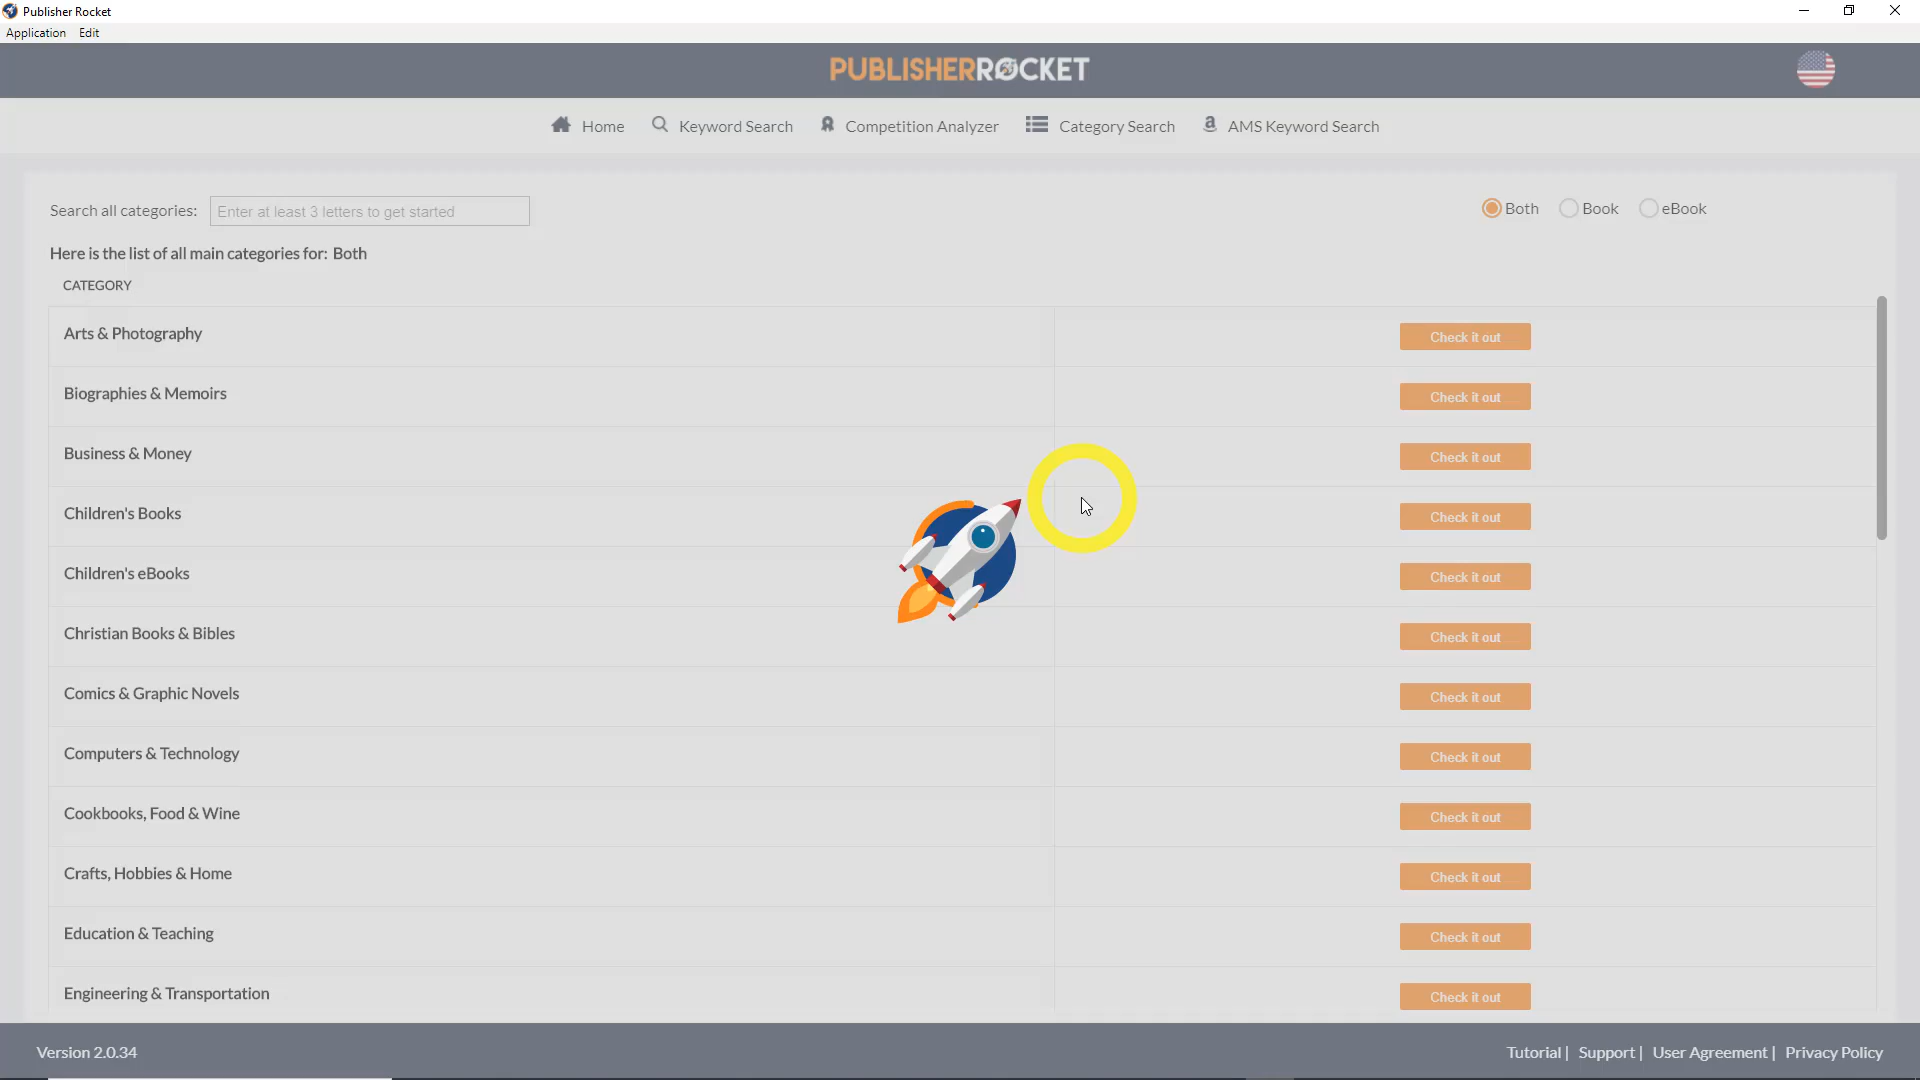 Publisher Rocket
Application Edit
PUBLISHER ROCKET
Home Keyword Search Competition Analyzer Category Search AMS Keyword Search
Search all categories: Enter at least 3 letters to get started Both Book eBook
Here is the list of all main categories for: Both
CATEGORY
Arts & Photography Check it out
Biographies & Memoirs Check it out
Business & Money Check it out
Children's Books Check it out
Children's eBooks Check it out
Christian Books & Bibles Check it out
Comics & Graphic Novels Check it out
Computers & Technology Check it out
Cookbooks, Food & Wine Check it out
Crafts, Hobbies & Home Check it out
Education & Teaching Check it out
Engineering & Transportation Check it out
Version 2.0.34 Tutorial | Support | User Agreement | Privacy Policy